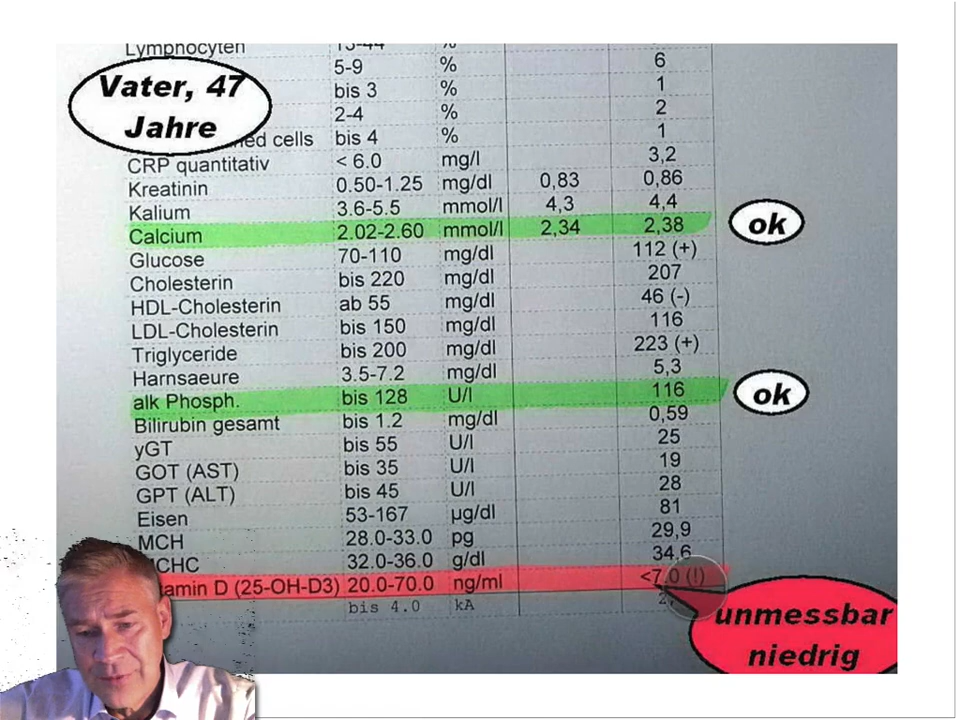 Lymphocyten 15-44 %
5-9 % 6
bis 3 % 1
2-4 % 2
Vater, 47
Jahre
ed cells bis 4 % 1
CRP quantitativ < 6.0 mg/l 3,2
Kreatinin 0.50-1.25 mg/dl 0,83 0,86
Kalium 3.6-5.5 mmol/l 4,3 4,4
Calcium 2.02-2.60 mmol/l 2,34 2,38
ok
Glucose 70-110 mg/dl 112 (+)
Cholesterin bis 220 mg/dl 207
HDL-Cholesterin ab 55 mg/dl 46 (-)
LDL-Cholesterin bis 150 mg/dl 116
Triglyceride bis 200 mg/dl 223 (+)
Harnsaeure 3.5-7.2 mg/dl 5,3
alk Phosph. bis 128 U/l 116
ok
Bilirubin gesamt bis 1.2 mg/dl 0,59
yGT bis 55 U/l 25
GOT (AST) bis 35 U/l 19
GPT (ALT) bis 45 U/l 28
Eisen 53-167 µg/dl 81
MCH 28.0-33.0 pg 29,9
MCHC 32.0-36.0 g/dl 34,6
tamin D (25-OH-D3) 20.0-70.0 ng/ml <7,0 (!)
bis 4.0 kA
unmessbar
niedrig